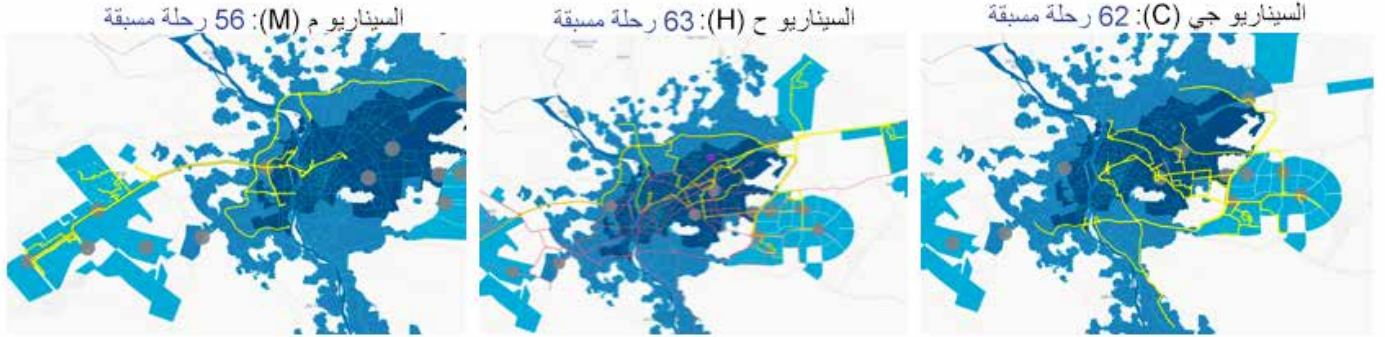 السيناريو جي (C): 62 رحلة مسبقة
السيناريو ح (H): 63 رحلة مسبقة
السيناريو م (M): 56 رحلة مسبقة